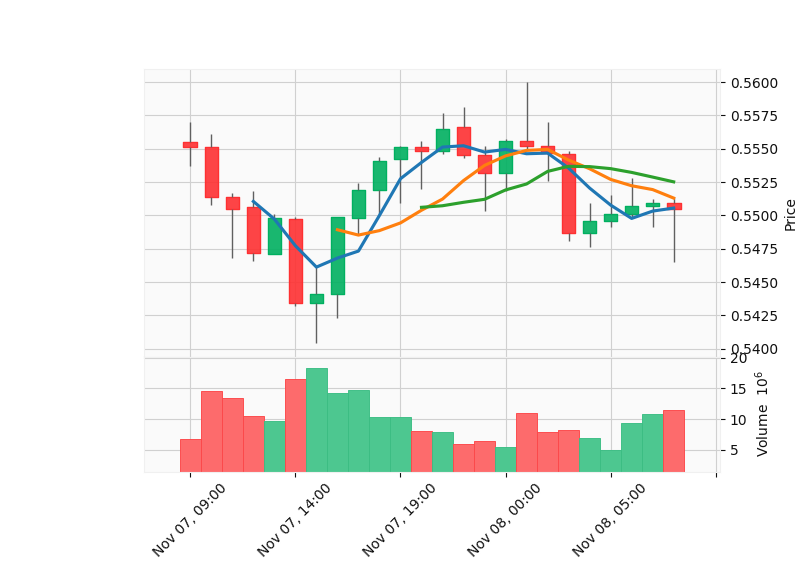 0.5600
0.5575
0.5550
0.5525
0.5500
0.5475
0.5450
0.5425
0.5400
Price
20
15
10
5
Volume 10^6
Nov 07, 09:00
Nov 07, 14:00
Nov 07, 19:00
Nov 08, 00:00
Nov 08, 05:00